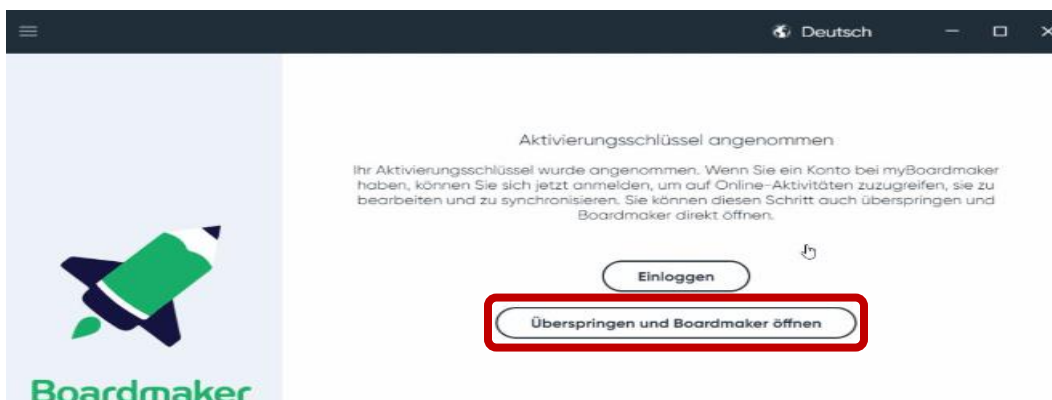 Deutsch
Aktivierungsschlüssel angenommen
Ihr Aktivierungsschlüssel wurde angenommen. Wenn Sie ein Konto bei myBoardmaker
haben, können Sie sich jetzt anmelden, um auf Online-Aktivitäten zuzugreifen, sie zu
bearbeiten und zu synchronisieren. Sie können diesen Schritt auch überspringen und
Boardmaker direkt öffnen.
Einloggen
Überspringen und Boardmaker öffnen
Boardmaker